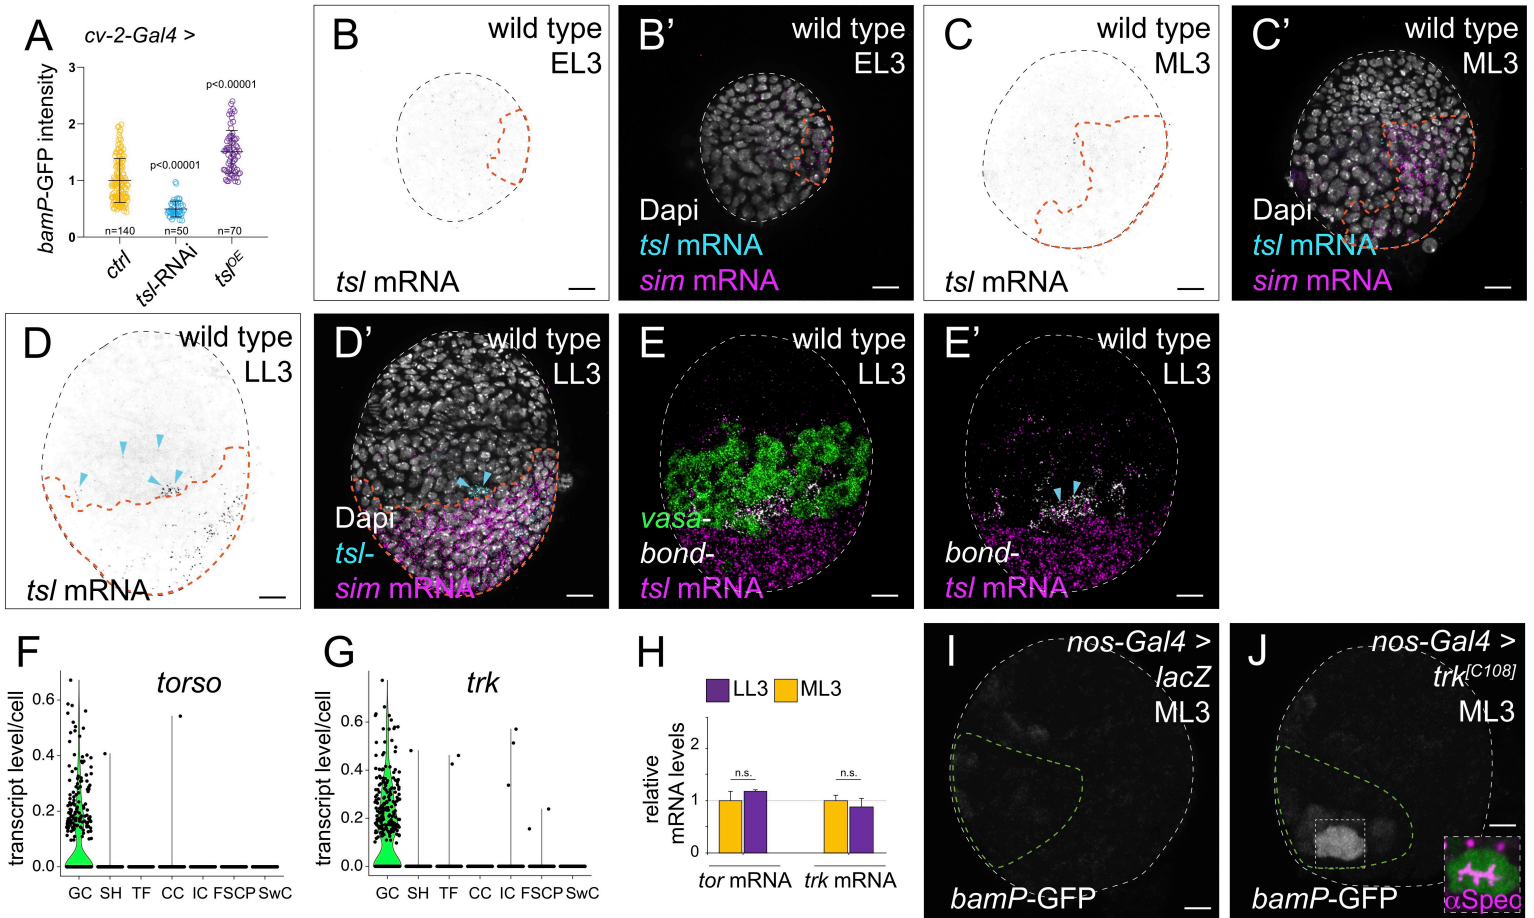 A
cv-2-Gal4 >
bamP-GFP intensity
3
2
1
0
p<0.00001
p<0.00001
n=140
n=50
n=70
ctrl
tsl-RNAi
tslOE
B
wild type
EL3
tsl mRNA
B’
wild type
EL3
Dapi
tsl mRNA
sim mRNA
C
wild type
ML3
tsl mRNA
C’
wild type
ML3
Dapi
tsl mRNA
sim mRNA
D
wild type
LL3
tsl mRNA
D’
wild type
LL3
Dapi
tsl-
sim mRNA
E
wild type
LL3
vasa-
bond-
tsl mRNA
E’
wild type
LL3
bond-
tsl mRNA
F
torso
transcript level/cell
0.6
0.4
0.2
0.0
GC SH TF CC IC FSCP SwC
G
trk
transcript level/cell
0.6
0.4
0.2
0.0
GC SH TF CC IC FSCP SwC
H
LL3 ML3
relative
mRNA levels
2
1
0
n.s.
n.s.
tor mRNA
trk mRNA
I
nos-Gal4 >
lacZ
ML3
bamP-GFP
J
nos-Gal4 >
trk[C108]
ML3
bamP-GFP
αSpec